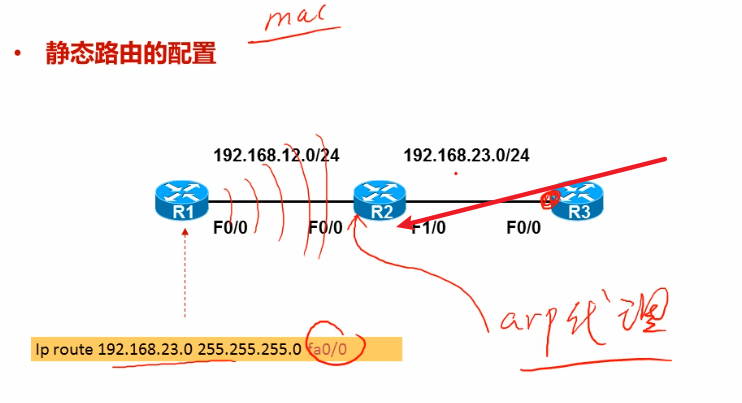 mac
• 静态路由的配置
192.168.12.0/24 192.168.23.0/24
R1 R2 R3
F0/0 F0/0 F1/0 F0/0
arp代理
Ip route 192.168.23.0 255.255.255.0 fa0/0